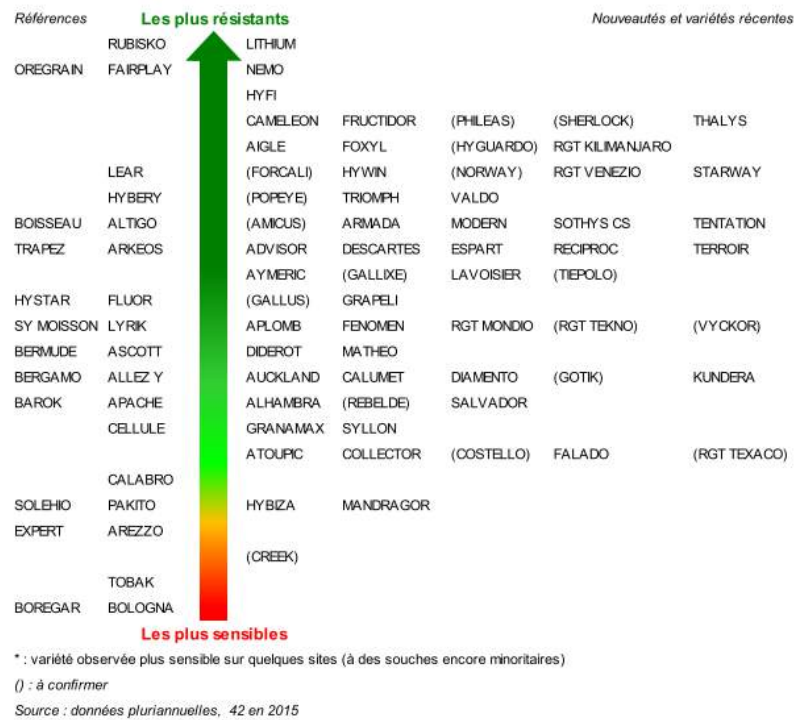 Références Les plus résistants Nouveautés et variétés récentes
RUBISKO LITHIUM
OREGRAIN FAIRPLAY NEMO
HYFI
CAMELEON FRUCTIDOR (PHILEAS) (SHERLOCK) THALYS
AIGLE FOXYL (HYGUARDO) RGT KILIMANJARO
LEAR (FORCALI) HYWIN (NORWAY) RGT VENEZIO STARWAY
HYBERY (POPEYE) TRIOMPH VALDO
BOISSEAU ALTIGO (AMICUS) ARMADA MODERN SOTHYS CS TENTATION
TRAPEZ ARKEOS ADVISOR DESCARTES ESPART RECIPROC TERROIR
AYMERIC (GALLIXE) LAVOISIER (TIEPOLO)
HYSTAR FLUOR (GALLUS) GRAPELI
SY MOISSON LYRIK APLOMB FENOMEN RGT MONDIO (RGT TEKNO) (VYCKOR)
BERMUDE ASCOTT DIDEROT MATHEO
BERGAMO ALLEZ Y AUCKLAND CALUMET DIAMENTO (GOTIK) KUNDERA
BAROK APACHE ALHAMBRA (REBELDE) SALVADOR
CELLULE GRANAMAX SYLLON
ATOUPIC COLLECTOR (COSTELLO) FALADO (RGT TEXACO)
CALABRO
SOLEHIO PAKITO HYBIZA MANDRAGOR
EXPERT AREZZO
(CREEK)
TOBAK
BOREGAR BOLOGNA
Les plus sensibles
* : variété observée plus sensible sur quelques sites (à des souches encore minoritaires)
() : à confirmer
Source : données pluriannuelles, 42 en 2015